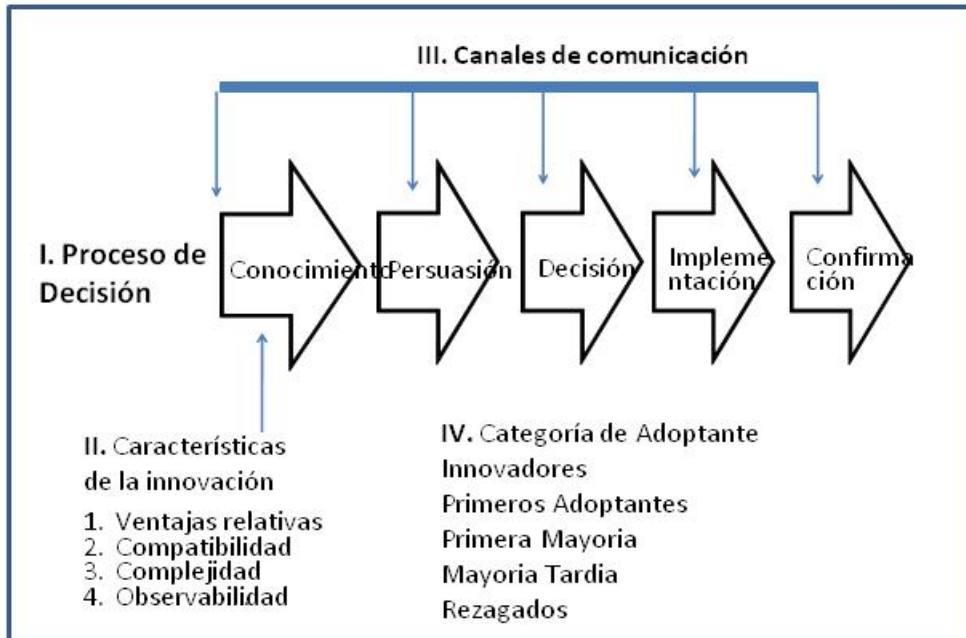 III. Canales de comunicación
I. Proceso de
Decisión
Conocimiento
Persuasión
Decisión
Impleme
ntación
Confirma
ción
II. Características
de la innovación
1. Ventajas relativas
2. Compatibilidad
3. Complejidad
4. Observabilidad
IV. Categoría de Adoptante
Innovadores
Primeros Adoptantes
Primera Mayoria
Mayoria Tardia
Rezagados